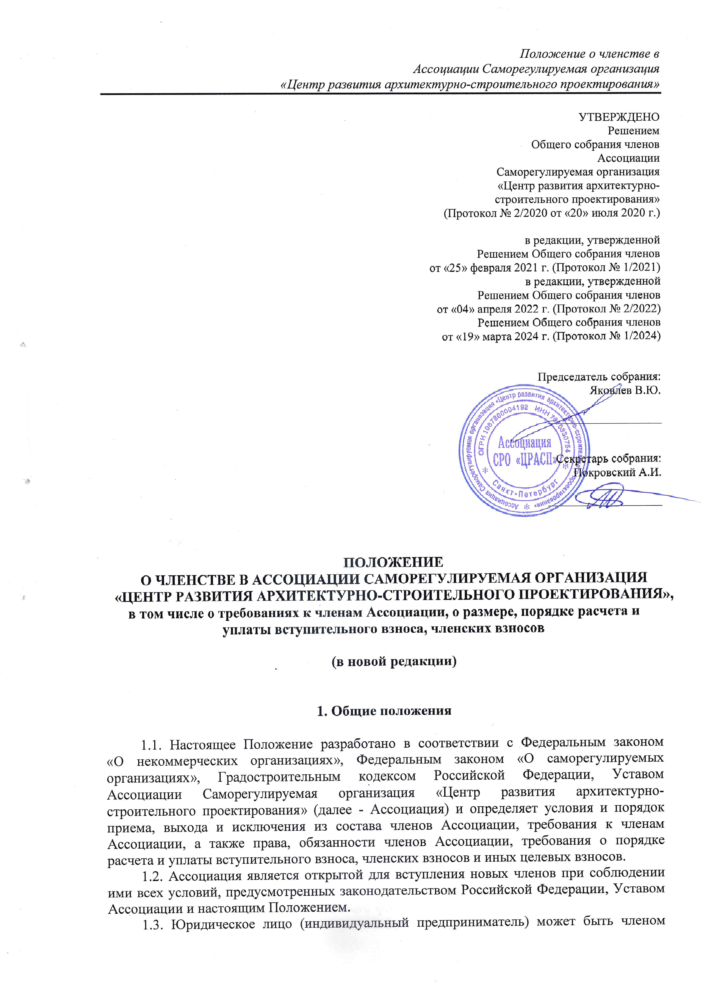 Положение о членстве в
Ассоциации Саморегулируемая организация
«Центр развития архитектурно-строительного проектирования»
УТВЕРЖДЕНО
Решением
Общего собрания членов
Ассоциации
Саморегулируемая организация
«Центр развития архитектурно-
строительного проектирования»
(Протокол № 2/2020 от «20» июля 2020 г.)
в редакции, утвержденной
Решением Общего собрания членов
от «25» февраля 2021 г. (Протокол № 1/2021)
в редакции, утвержденной
Решением Общего собрания членов
от «04» апреля 2022 г. (Протокол № 2/2022)
Решением Общего собрания членов
от «19» марта 2024 г. (Протокол № 1/2024)
Председатель собрания:
Яковлев В.Ю.
Ассоциация Саморегулируемая организация «Центр развития архитектурно-строительного проектирования»
ОГРН ИНН
Ассоциация
СРО «ЦРАСП»
Санкт-Петербург
Секретарь собрания:
Покровский А.И.
ПОЛОЖЕНИЕ
О ЧЛЕНСТВЕ В АССОЦИАЦИИ САМОРЕГУЛИРУЕМАЯ ОРГАНИЗАЦИЯ
«ЦЕНТР РАЗВИТИЯ АРХИТЕКТУРНО-СТРОИТЕЛЬНОГО ПРОЕКТИРОВАНИЯ»,
в том числе о требованиях к членам Ассоциации, о размере, порядке расчета и
уплаты вступительного взноса, членских взносов
(в новой редакции)
1. Общие положения
1.1. Настоящее Положение разработано в соответствии с Федеральным законом
«О некоммерческих организациях», Федеральным законом «О саморегулируемых
организациях», Градостроительным кодексом Российской Федерации, Уставом
Ассоциации Саморегулируемая организация «Центр развития архитектурно-
строительного проектирования» (далее - Ассоциация) и определяет условия и порядок
приема, выхода и исключения из состава членов Ассоциации, требования к членам
Ассоциации, а также права, обязанности членов Ассоциации, требования о порядке
расчета и уплаты вступительного взноса, членских взносов и иных целевых взносов.
1.2. Ассоциация является открытой для вступления новых членов при соблюдении
ими всех условий, предусмотренных законодательством Российской Федерации, Уставом
Ассоциации и настоящим Положением.
1.3. Юридическое лицо (индивидуальный предприниматель) может быть членом